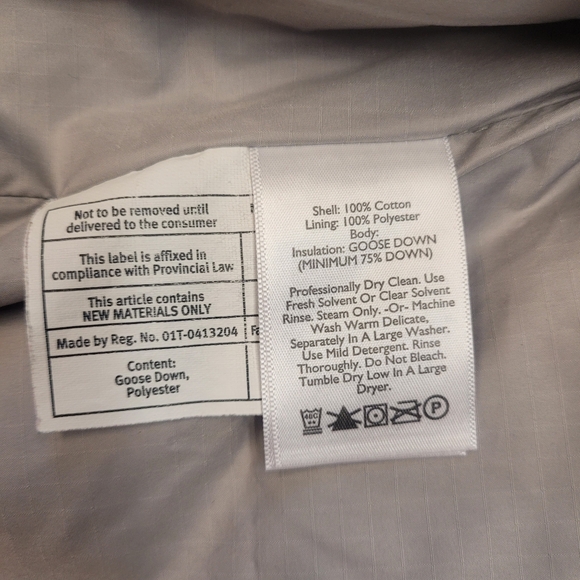 Not to be removed until
delivered to the consumer
This label is affixed in
compliance with Provincial Law
This article contains
NEW MATERIALS ONLY
Made by Reg. No. 01T-0413204
Content:
Goose Down,
Polyester
Shell: 100% Cotton
Lining: 100% Polyester
Body:
Insulation: GOOSE DOWN
(MINIMUM 75% DOWN)
Professionally Dry Clean. Use
Fresh Solvent Or Clear Solvent
Rinse. Steam Only. -Or- Machine
Wash Warm Delicate,
Separately In A Large Washer.
Use Mild Detergent. Rinse
Thoroughly. Do Not Bleach.
Tumble Dry Low In A Large
Dryer.
40C P